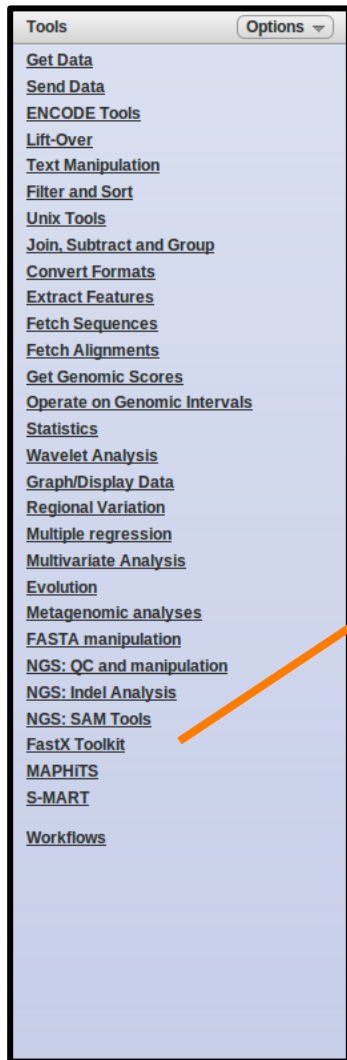 Tools Options
Get Data
Send Data
ENCODE Tools
Lift-Over
Text Manipulation
Filter and Sort
Unix Tools
Join, Subtract and Group
Convert Formats
Extract Features
Fetch Sequences
Fetch Alignments
Get Genomic Scores
Operate on Genomic Intervals
Statistics
Wavelet Analysis
Graph/Display Data
Regional Variation
Multiple regression
Multivariate Analysis
Evolution
Metagenomic analyses
FASTA manipulation
NGS: QC and manipulation
NGS: Indel Analysis
NGS: SAM Tools
FastX Toolkit
MAPHiTS
S-MART
Workflows